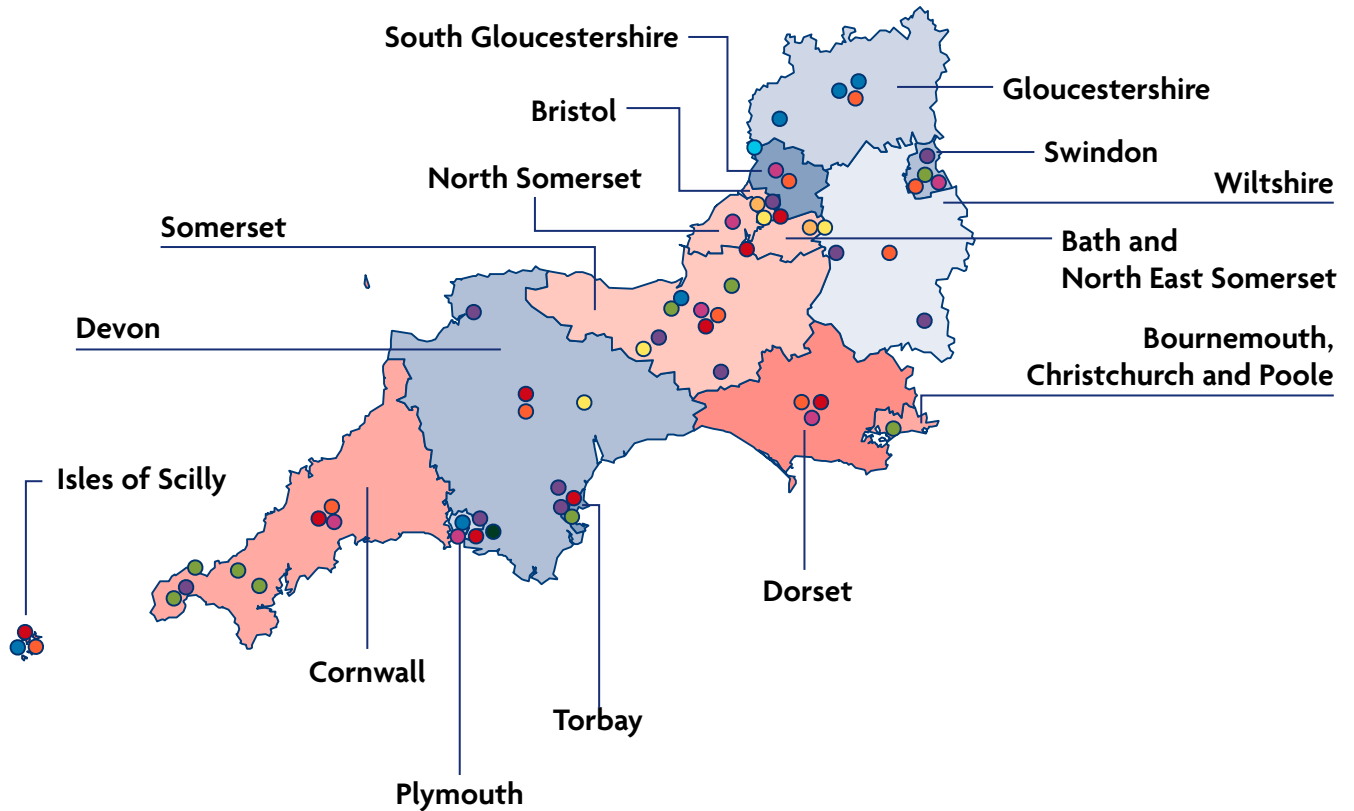 South Gloucestershire
Gloucestershire
Bristol
Swindon
North Somerset
Wiltshire
Somerset
Bath and
North East Somerset
Devon
Bournemouth,
Christchurch and Poole
Isles of Scilly
Dorset
Cornwall
Torbay
Plymouth